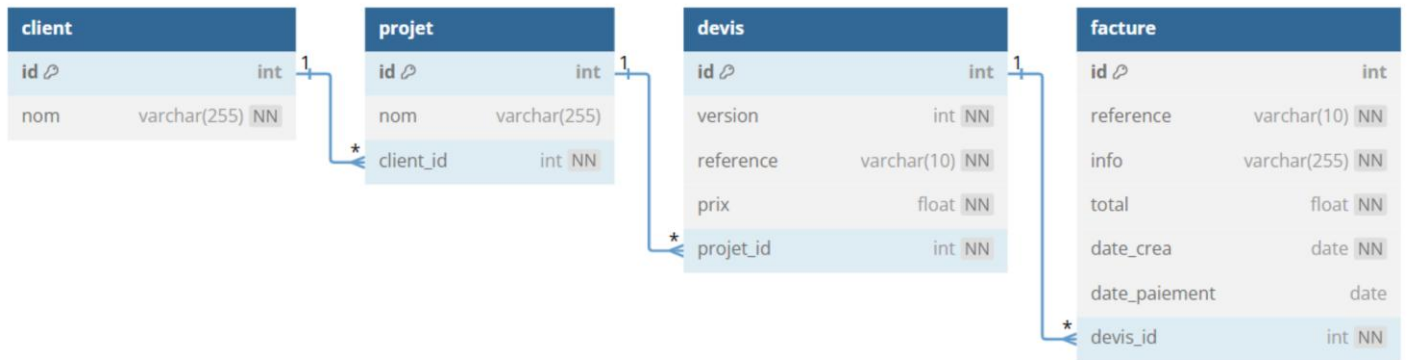 client
id int
nom varchar(255) NN
1
*
projet
id int
nom varchar(255)
client_id int NN
1
*
devis
id int
version int NN
reference varchar(10) NN
prix float NN
projet_id int NN
1
*
facture
id int
reference varchar(10) NN
info varchar(255) NN
total float NN
date_crea date NN
date_paiement date
devis_id int NN